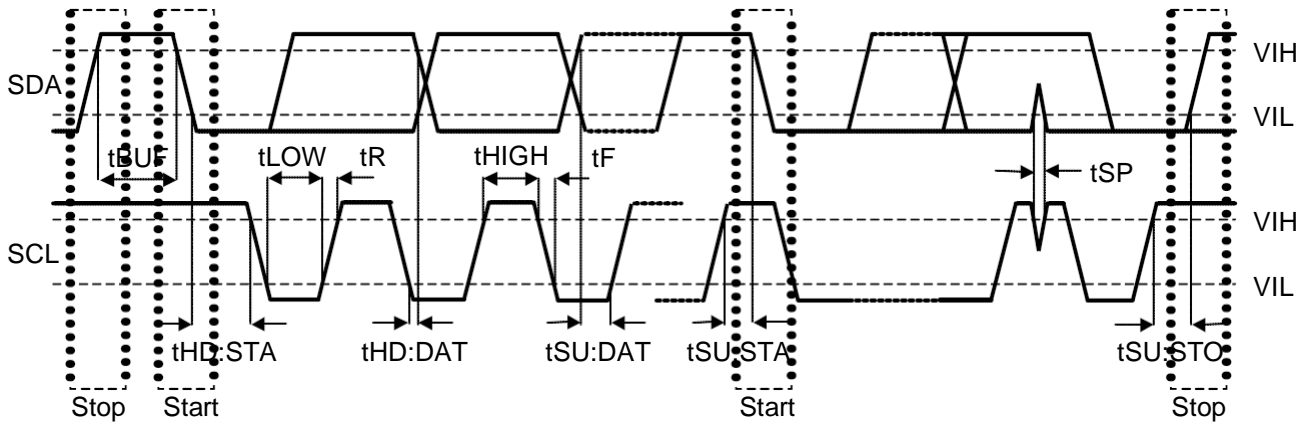 VIH
SDA
VIL
tBUF tLOW tR tHIGH tF
tSP
VIH
SCL
VIL
tHD:STA tHD:DAT tSU:DAT tSU:STA tSU:STO
Stop Start Start Stop